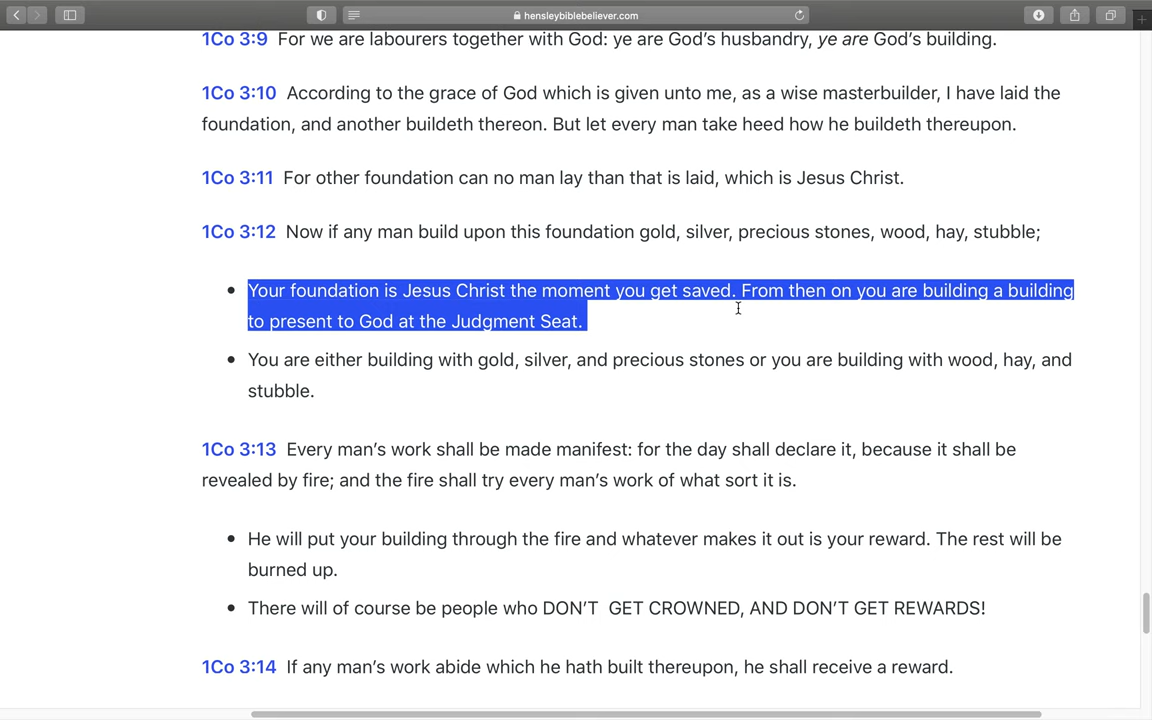 hensleybiblebeliever.com
1Co 3:9 For we are labourers together with God: ye are God's husbandry, ye are God's building.
1Co 3:10 According to the grace of God which is given unto me, as a wise masterbuilder, I have laid the
foundation, and another buildeth thereon. But let every man take heed how he buildeth thereupon.
1Co 3:11 For other foundation can no man lay than that is laid, which is Jesus Christ.
1Co 3:12 Now if any man build upon this foundation gold, silver, precious stones, wood, hay, stubble;
• Your foundation is Jesus Christ the moment you get saved. From then on you are building a building
to present to God at the Judgment Seat.
• You are either building with gold, silver, and precious stones or you are building with wood, hay, and
stubble.
1Co 3:13 Every man's work shall be made manifest: for the day shall declare it, because it shall be
revealed by fire; and the fire shall try every man's work of what sort it is.
• He will put your building through the fire and whatever makes it out is your reward. The rest will be
burned up.
• There will of course be people who DON'T GET CROWNED, AND DON'T GET REWARDS!
1Co 3:14 If any man's work abide which he hath built thereupon, he shall receive a reward.